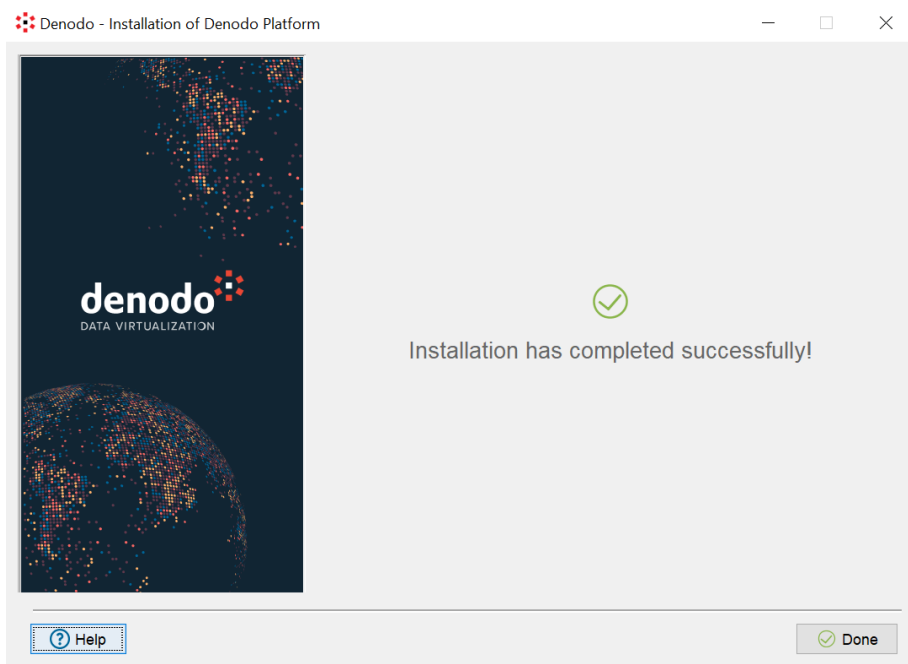 Denodo - Installation of Denodo Platform
denodo
DATA VIRTUALIZATION
Installation has completed successfully!
Help
Done